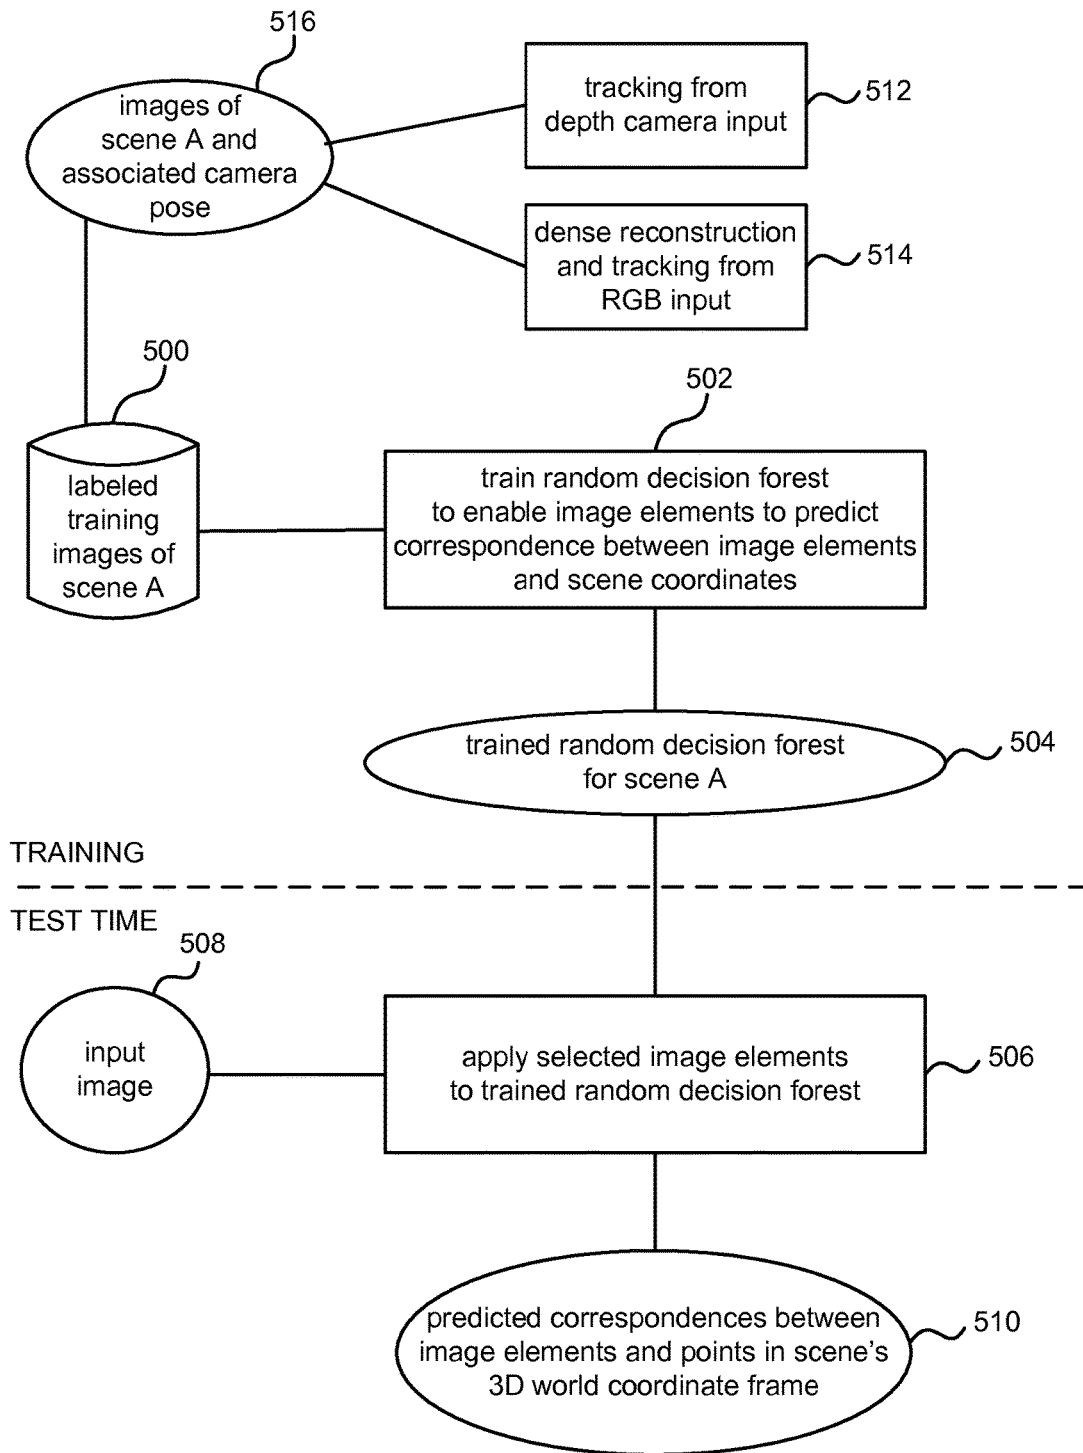 516
images of
scene A and
associated camera
pose
tracking from
depth camera input
512
dense reconstruction
and tracking from
RGB input
514
500
labeled
training
images of
scene A
502
train random decision forest
to enable image elements to predict
correspondence between image elements
and scene coordinates
trained random decision forest
for scene A
504
TRAINING
TEST TIME
508
input
image
apply selected image elements
to trained random decision forest
506
predicted correspondences between
image elements and points in scene's
3D world coordinate frame
510